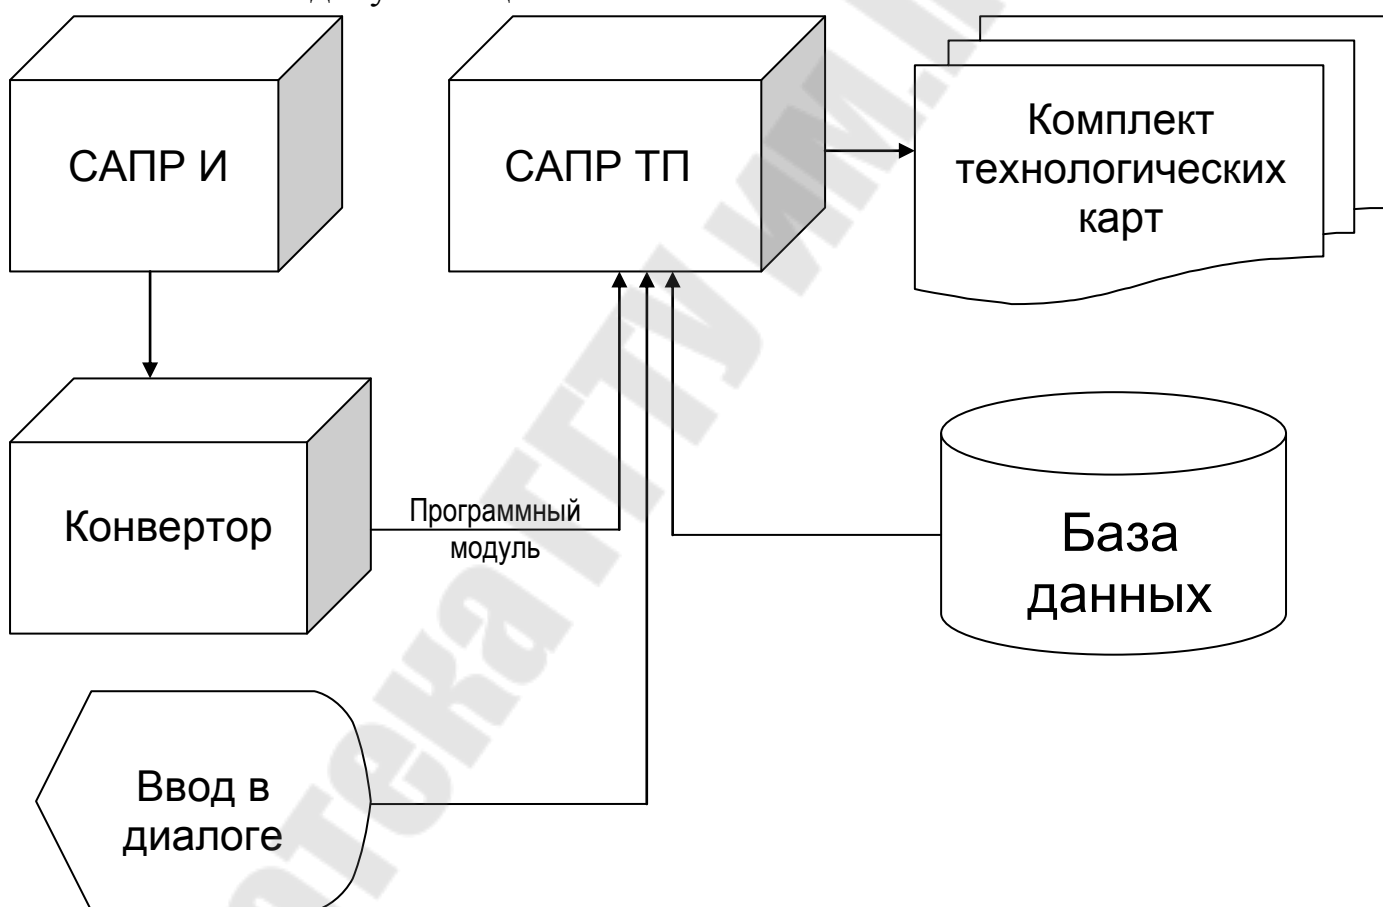 САПР И
САПР ТП
Комплект
технологических
карт
Конвертор
Программный
модуль
База
данных
Ввод в
диалоге